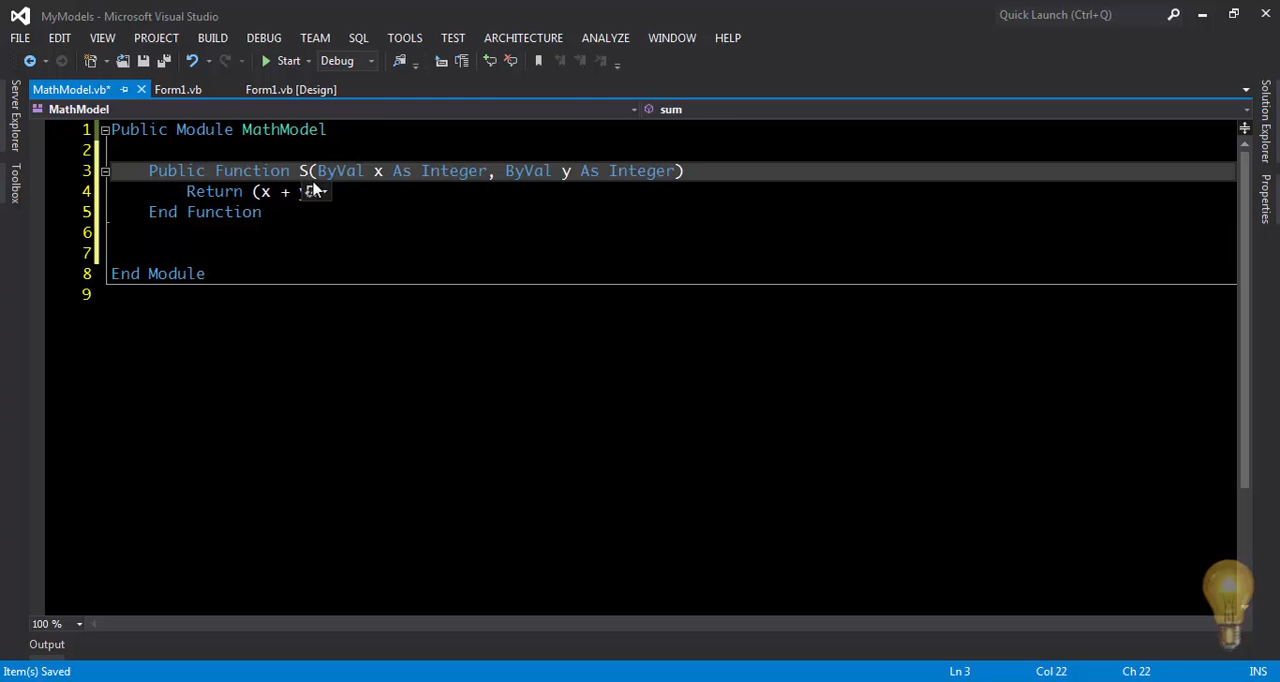 MyModels - Microsoft Visual Studio
Quick Launch (Ctrl+Q)
FILE EDIT VIEW PROJECT BUILD DEBUG TEAM SQL TOOLS TEST ARCHITECTURE ANALYZE WINDOW HELP
Start Debug
MathModel.vb* Form1.vb Form1.vb [Design]
MathModel sum
Server Explorer
Toolbox
Solution Explorer
Properties
1 Public Module MathModel
2
3 Public Function S(ByVal x As Integer, ByVal y As Integer)
4 Return (x +
5 End Function
6
7
8 End Module
9
100 %
Output
Item(s) Saved Ln 3 Col 22 Ch 22 INS